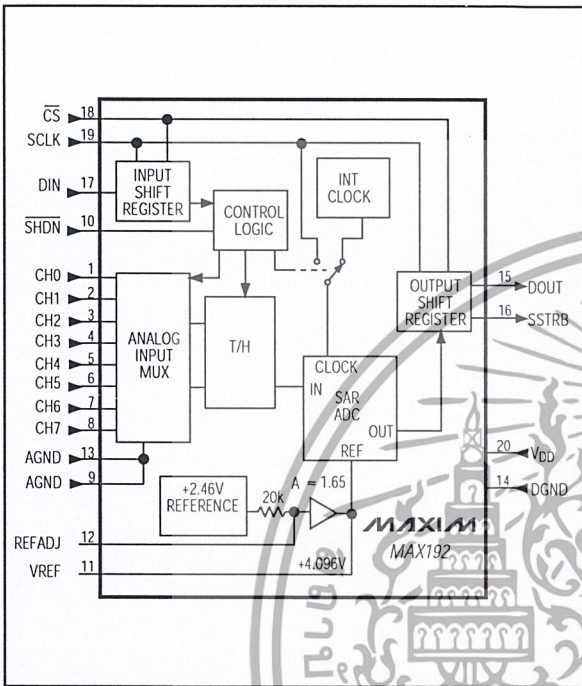 CS 18
SCLK 19
DIN 17
SHDN 10
CH0 1
CH1 2
CH2 3
CH3 4
CH4 5
CH5 6
CH6 7
CH7 8
AGND 13
AGND 9
REFADJ 12
VREF 11
INPUT
SHIFT
REGISTER
CONTROL
LOGIC
INT
CLOCK
ANALOG
INPUT
MUX
T/H
CLOCK
IN
SAR
ADC
OUT
REF
OUTPUT
SHIFT
REGISTER
15 DOUT
16 SSTRB
20 VDD
14 DGND
+2.46V
REFERENCE
20k
A ≈ 1.65
+4.096V
MAXIM
MAX192